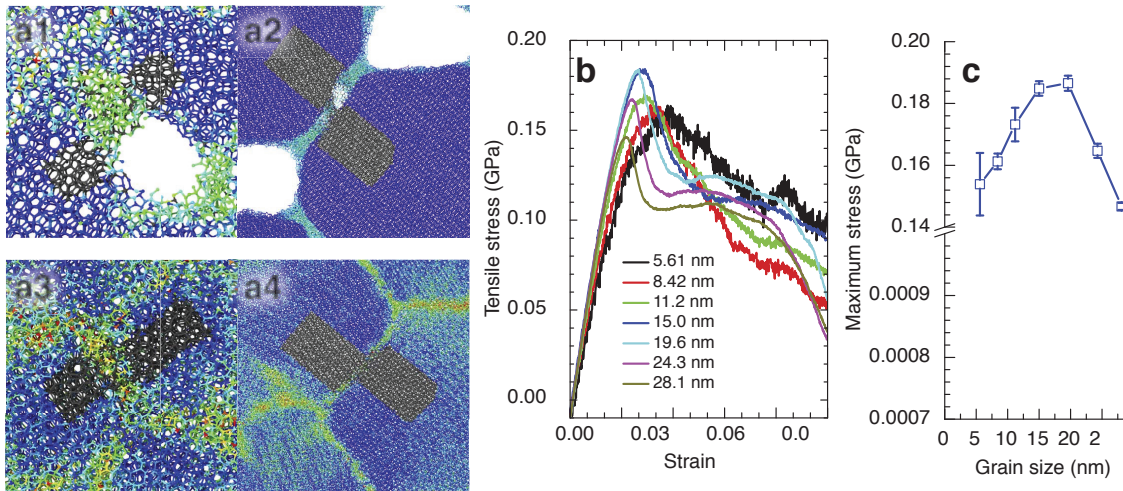 a1
a2
a3
a4
b
Tensile stress (GPa)
0.20
0.15
0.10
0.05
0.00
5.61 nm
8.42 nm
11.2 nm
15.0 nm
19.6 nm
24.3 nm
28.1 nm
0.00 0.03 0.06 0.0
Strain
c
Maximum stress (GPa)
0.20
0.18
0.16
0.14
0.0009
0.0008
0.0007
5 10 15 20 2
Grain size (nm)